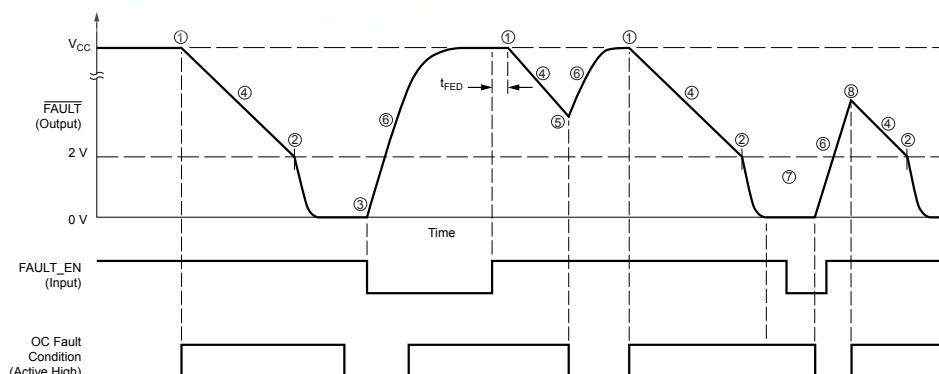 V_CC
① ① ① 
④ ④ ⑥ ④ ⑧
t_FED
FAULT
(Output)
⑥ ⑤ ④
② ② ⑥ ②
2 V
⑦
③
0 V
Time
FAULT_EN
(Input)
OC Fault
Condition
(Active High)